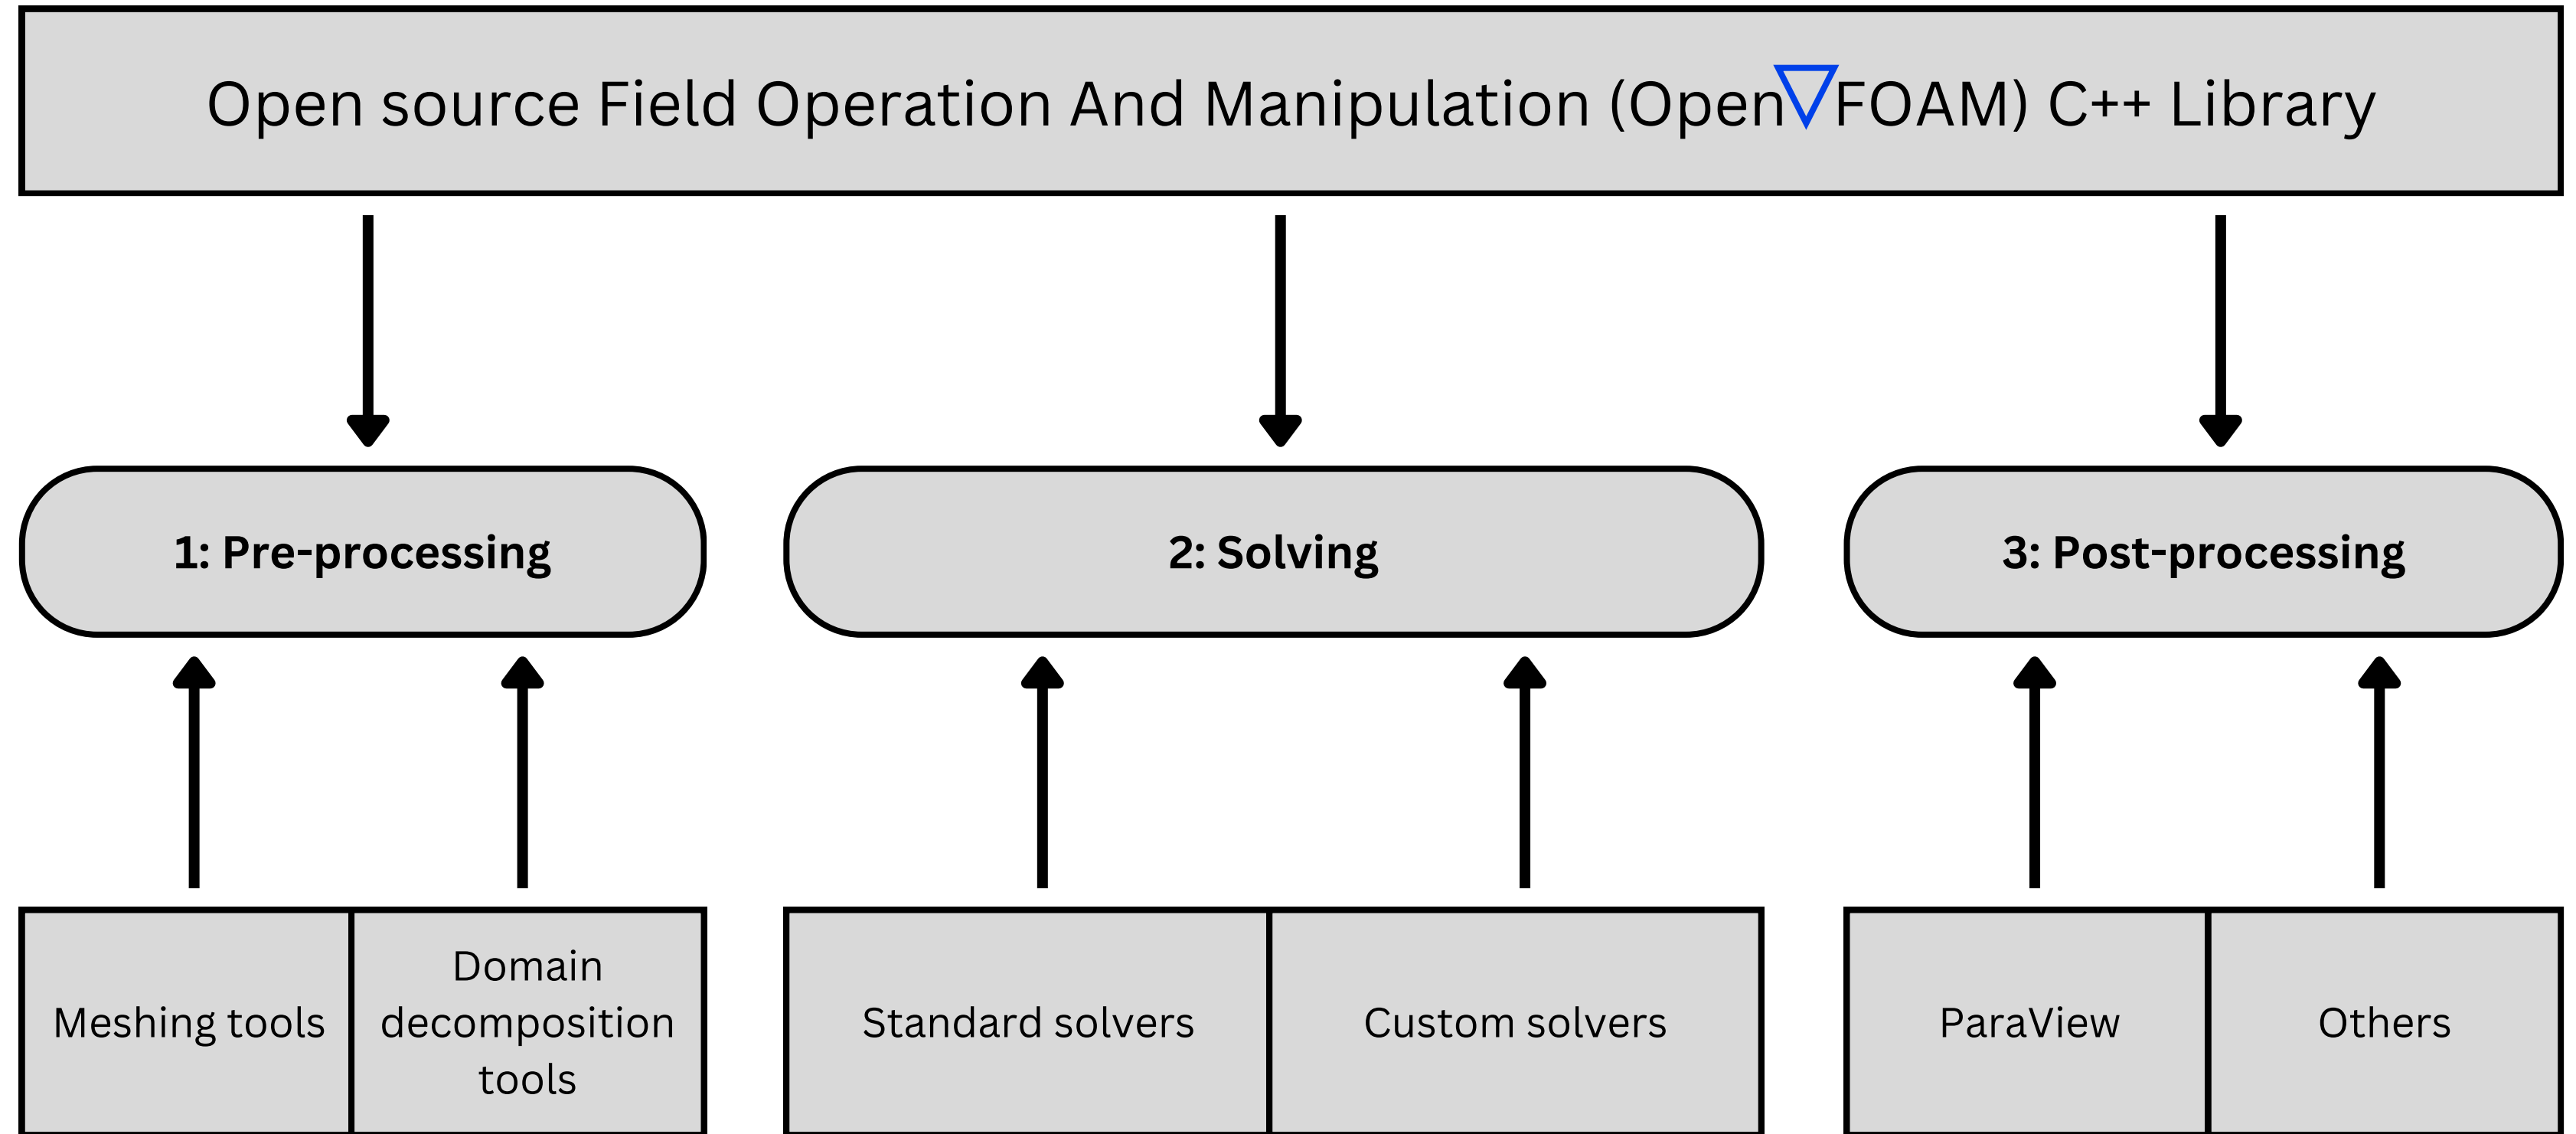 Open source Field Operation And Manipulation (Open▽FOAM) C++ Library
1: Pre-processing
2: Solving
3: Post-processing
Meshing tools
Domain
decomposition
tools
Standard solvers
Custom solvers
ParaView
Others